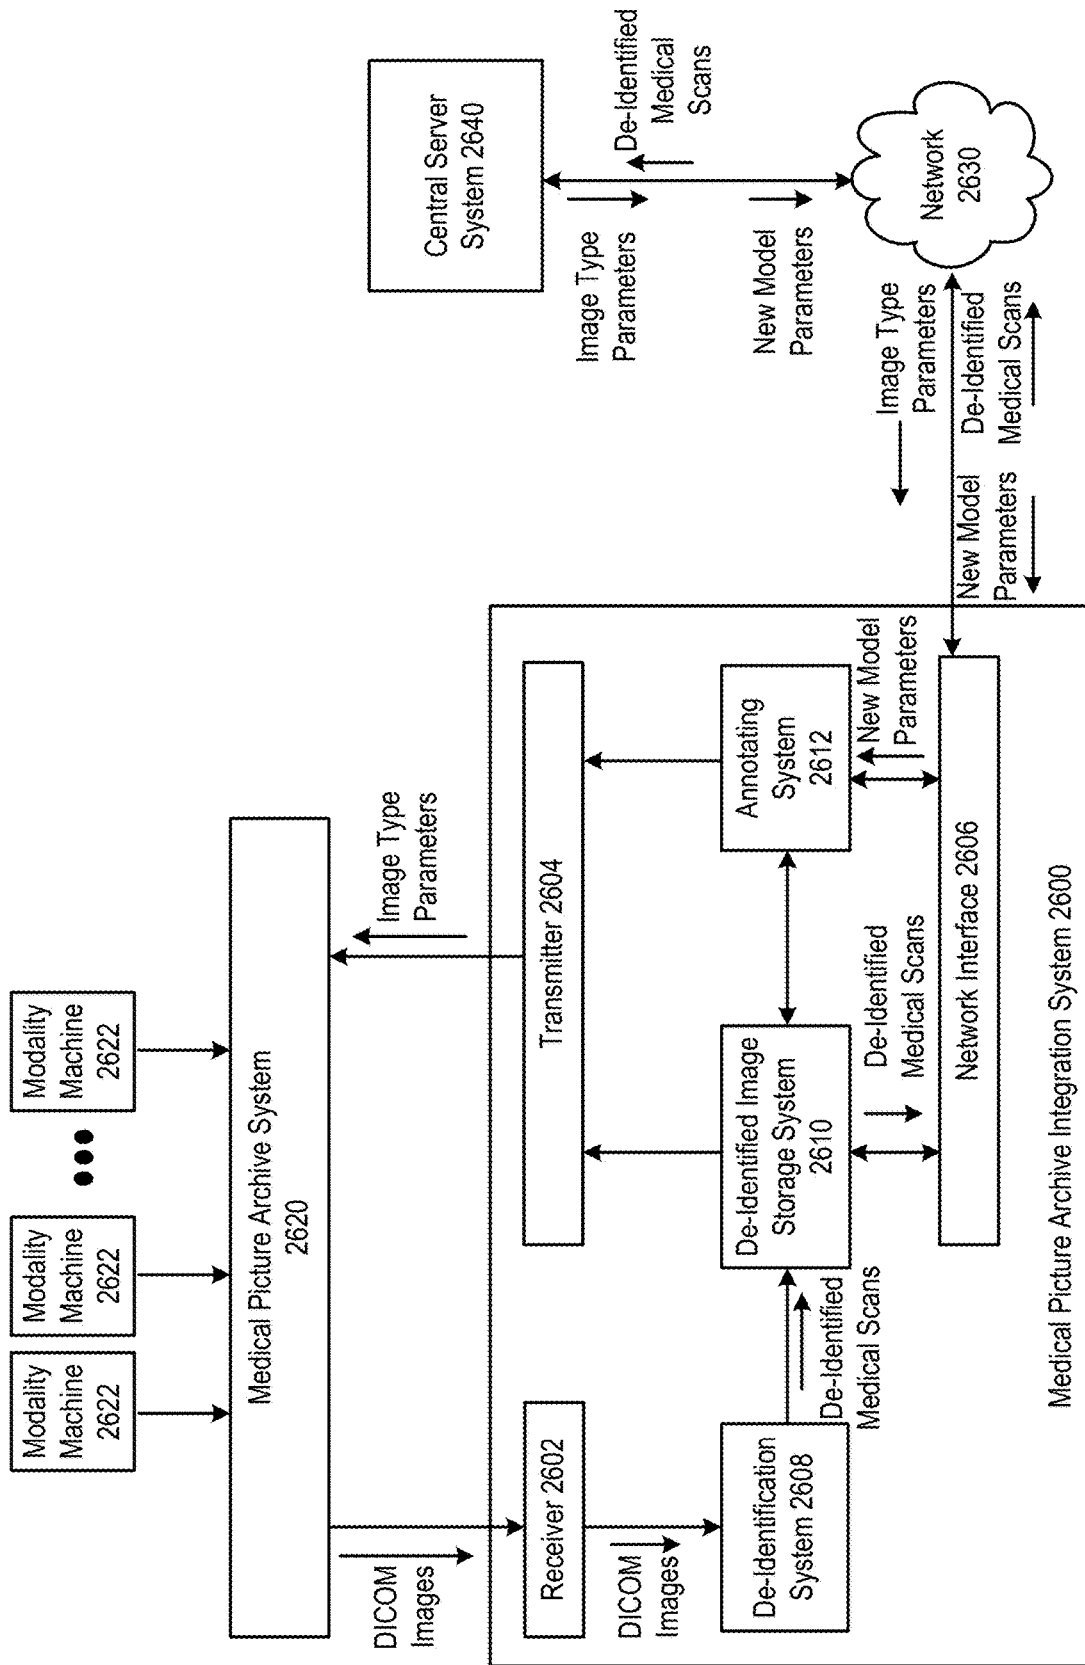 Modality
Machine
2622
Modality
Machine
2622
Modality
Machine
2622
Medical Picture Archive System
2620
DICOM
Images
Image Type
Parameters
Receiver 2602
Transmitter 2604
DICOM
Images
De-Identification
System 2608
De-Identified
Medical Scans
De-Identified Image
Storage System
2610
Annotating
System
2612
De-Identified
Medical Scans
New Model
Parameters
Network Interface 2606
Medical Picture Archive Integration System 2600
Image Type
Parameters
New Model
Parameters
De-Identified
Medical Scans
Central Server
System 2640
Image Type
Parameters
De-Identified
Medical
Scans
New Model
Parameters
Network
2630